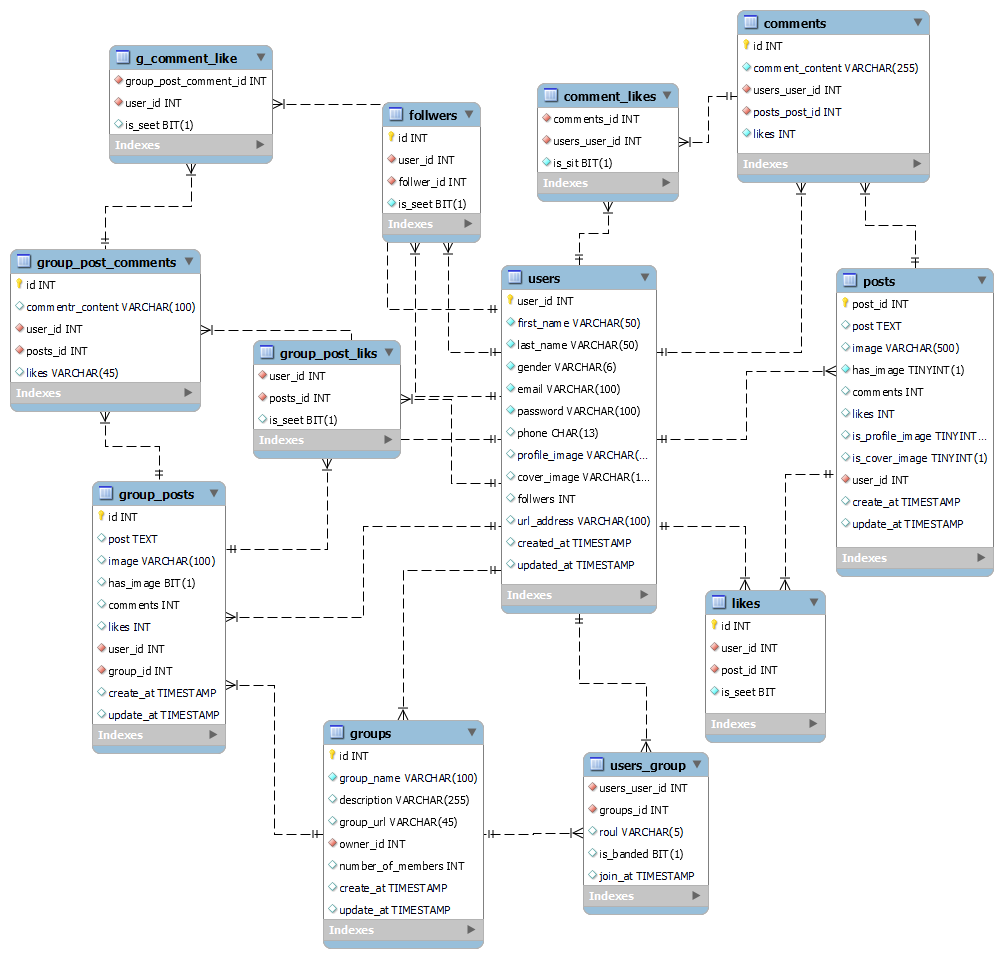 comments
id INT
comment_content VARCHAR(255)
users_user_id INT
posts_post_id INT
likes INT
Indexes
g_comment_like
group_post_comment_id INT
user_id INT
is_seet BIT(1)
Indexes
comment_likes
comments_id INT
users_user_id INT
is_sit BIT(1)
Indexes
follwers
id INT
user_id INT
follwer_id INT
is_seet BIT(1)
Indexes
group_post_comments
id INT
commentr_content VARCHAR(100)
user_id INT
posts_id INT
likes VARCHAR(45)
Indexes
users
user_id INT
first_name VARCHAR(50)
last_name VARCHAR(50)
gender VARCHAR(6)
email VARCHAR(100)
password VARCHAR(100)
phone CHAR(13)
profile_image VARCHAR(...
cover_image VARCHAR(1...
follwers INT
url_address VARCHAR(100)
created_at TIMESTAMP
updated_at TIMESTAMP
Indexes
posts
post_id INT
post TEXT
image VARCHAR(500)
has_image TINYINT(1)
comments INT
likes INT
is_profile_image TINYINT...
is_cover_image TINYINT(1)
user_id INT
create_at TIMESTAMP
update_at TIMESTAMP
Indexes
group_post_liks
user_id INT
posts_id INT
is_seet BIT(1)
Indexes
group_posts
id INT
post TEXT
image VARCHAR(100)
has_image BIT(1)
comments INT
likes INT
user_id INT
group_id INT
create_at TIMESTAMP
update_at TIMESTAMP
Indexes
likes
id INT
user_id INT
post_id INT
is_seet BIT
Indexes
groups
id INT
group_name VARCHAR(100)
description VARCHAR(255)
group_url VARCHAR(45)
owner_id INT
number_of_members INT
create_at TIMESTAMP
update_at TIMESTAMP
Indexes
users_group
users_user_id INT
groups_id INT
roul VARCHAR(5)
is_banded BIT(1)
join_at TIMESTAMP
Indexes